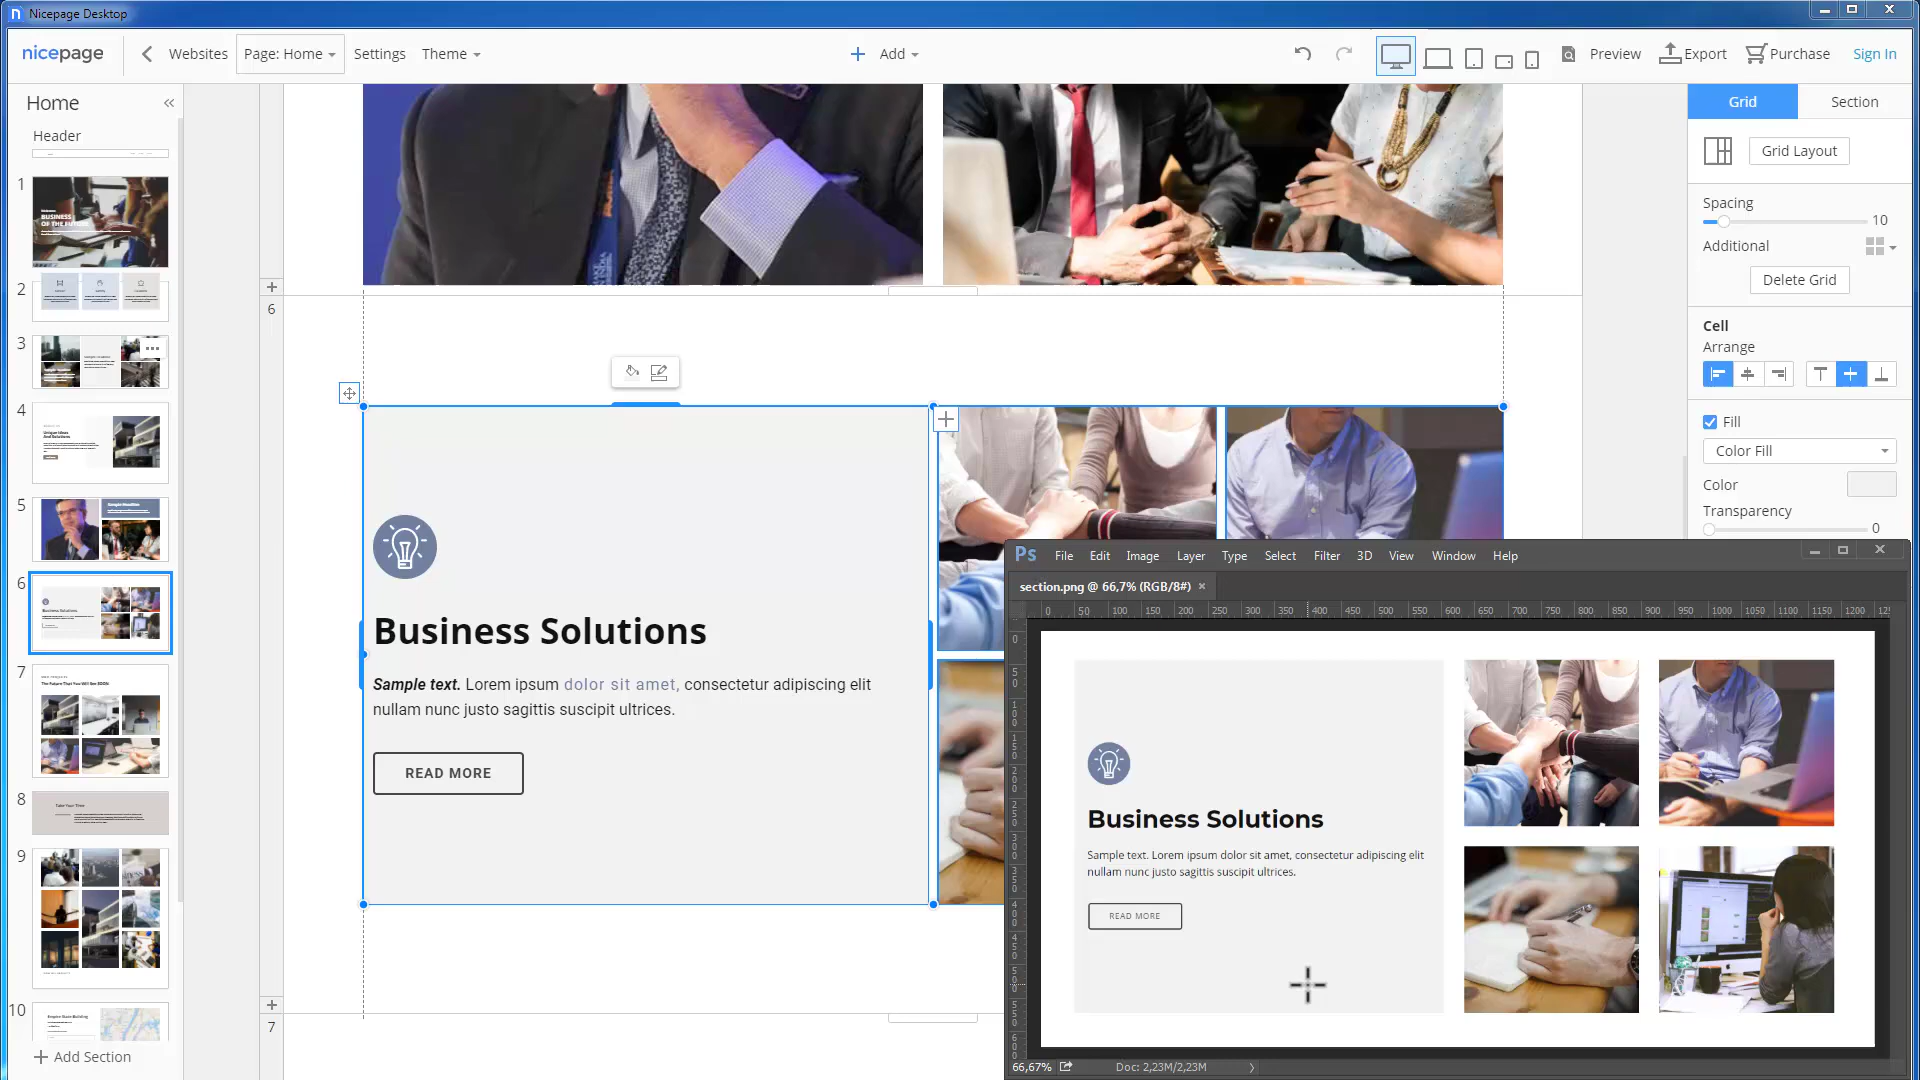 Nicepage Desktop
nicepage
Websites
Page: Home
Settings
Theme
Add
Preview
Export
Purchase
Sign In
Home
Header
1
BUSINESS
OF THE FUTURE
2
3
4
Unique Ideas
And Solutions
5
6
Business Solutions
7
The Future That You Will See SOON
8
Take Your Time
9
10
Empire State Building
Add Section
6
7
Business Solutions
Sample text. Lorem ipsum dolor sit amet, consectetur adipiscing elit
nullam nunc justo sagittis suscipit ultrices.
READ MORE
Grid
Section
Grid Layout
Spacing
10
Additional
Delete Grid
Cell
Arrange
Fill
Color Fill
Color
Transparency
0
Ps
File
Edit
Image
Layer
Type
Select
Filter
3D
View
Window
Help
section.png @ 66,7% (RGB/8#) ×
0 50 100 150 200 250 300 350 400 450 500 550 600 650 700 750 800 850 900 950 1000 1050 1100 1150 1200
Business Solutions
Sample text. Lorem ipsum dolor sit amet, consectetur adipiscing elit
nullam nunc justo sagittis suscipit ultrices.
READ MORE
66,67%
Doc: 2,23M/2,23M